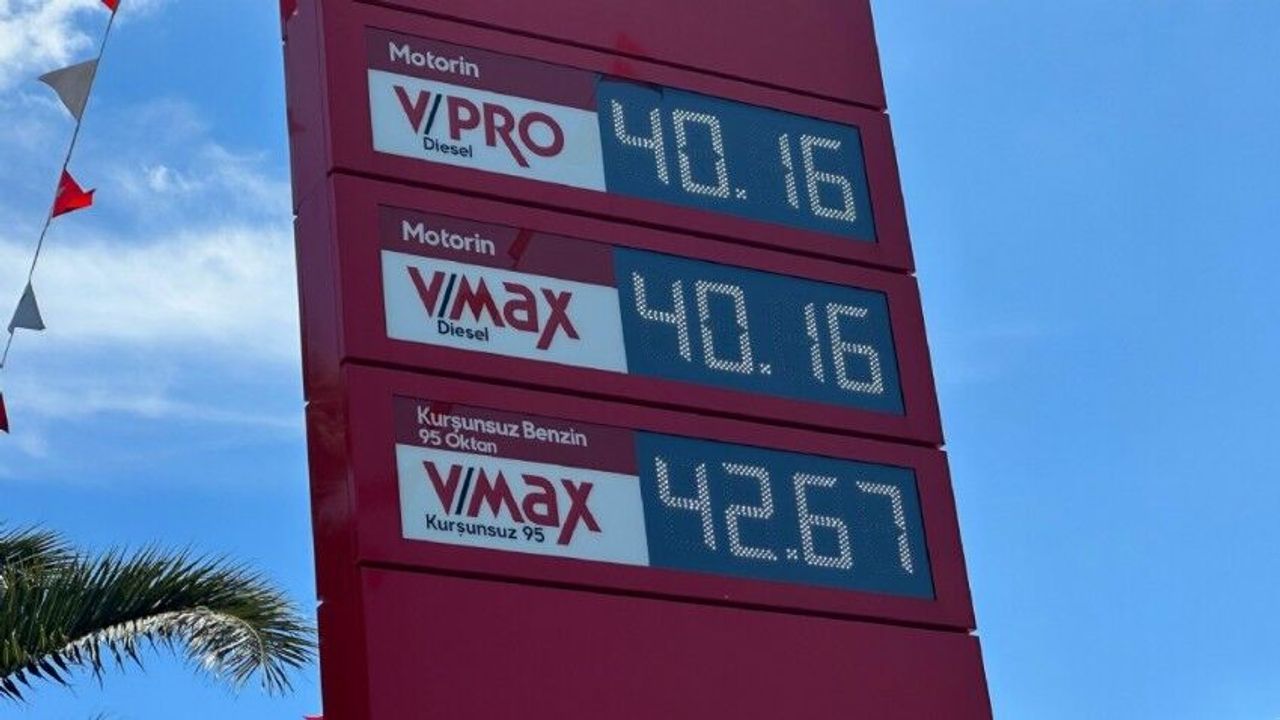 Motorin
V/PRO
Diesel
40.16
Motorin
V/Max
Diesel
40.16
Kurşunsuz Benzin
95 Oktan
V/Max
Kurşunsuz 95
42.67